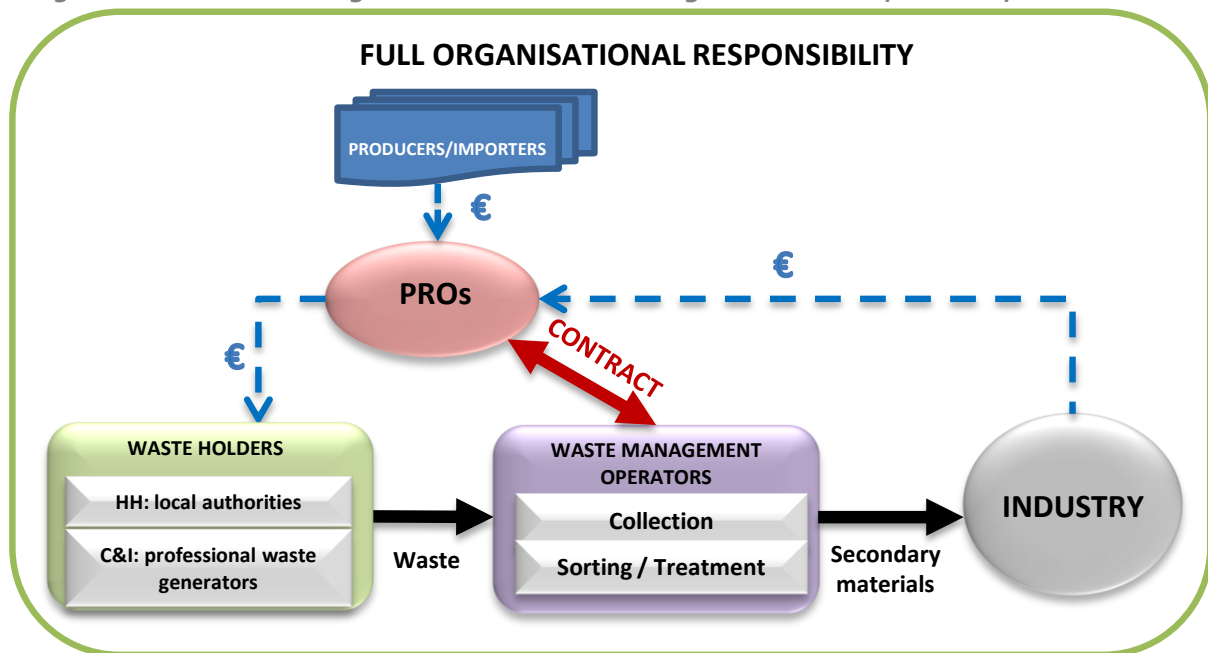 FULL ORGANISATIONAL RESPONSIBILITY
PRODUCERS/IMPORTERS
€
€
PROs
€
CONTRACT
WASTE HOLDERS
HH: local authorities
C&I: professional waste
generators
Waste
WASTE MANAGEMENT
OPERATORS
Collection
Sorting / Treatment
Secondary
materials
INDUSTRY